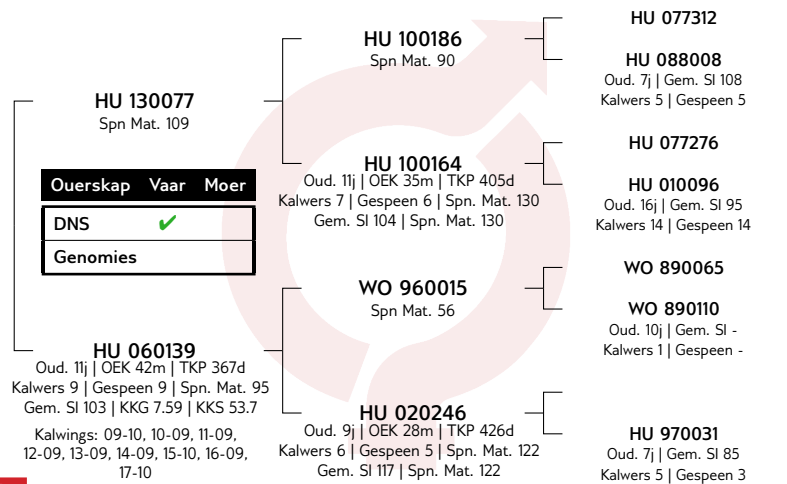 HU 130077
Spn Mat. 109
Ouerskap Vaar Moer
DNS ✔
Genomies
HU 060139
Oud. 11j | OEK 42m | TKP 367d
Kalwers 9 | Gespeen 9 | Spn. Mat. 95
Gem. SI 103 | KKG 7.59 | KKS 53.7
Kalwings: 09-10, 10-09, 11-09,
12-09, 13-09, 14-09, 15-10, 16-09,
17-10
HU 100186
Spn Mat. 90
HU 100164
Oud. 11j | OEK 35m | TKP 405d
Kalwers 7 | Gespeen 6 | Spn. Mat. 130
Gem. SI 104 | Spn. Mat. 130
WO 960015
Spn Mat. 56
HU 020246
Oud. 9j | OEK 28m | TKP 426d
Kalwers 6 | Gespeen 5 | Spn. Mat. 122
Gem. SI 117 | Spn. Mat. 122
HU 077312
HU 088008
Oud. 7j | Gem. SI 108
Kalwers 5 | Gespeen 5
HU 077276
HU 010096
Oud. 16j | Gem. SI 95
Kalwers 14 | Gespeen 14
WO 890065
WO 890110
Oud. 10j | Gem. SI -
Kalwers 1 | Gespeen -
HU 970031
Oud. 7j | Gem. SI 85
Kalwers 5 | Gespeen 3